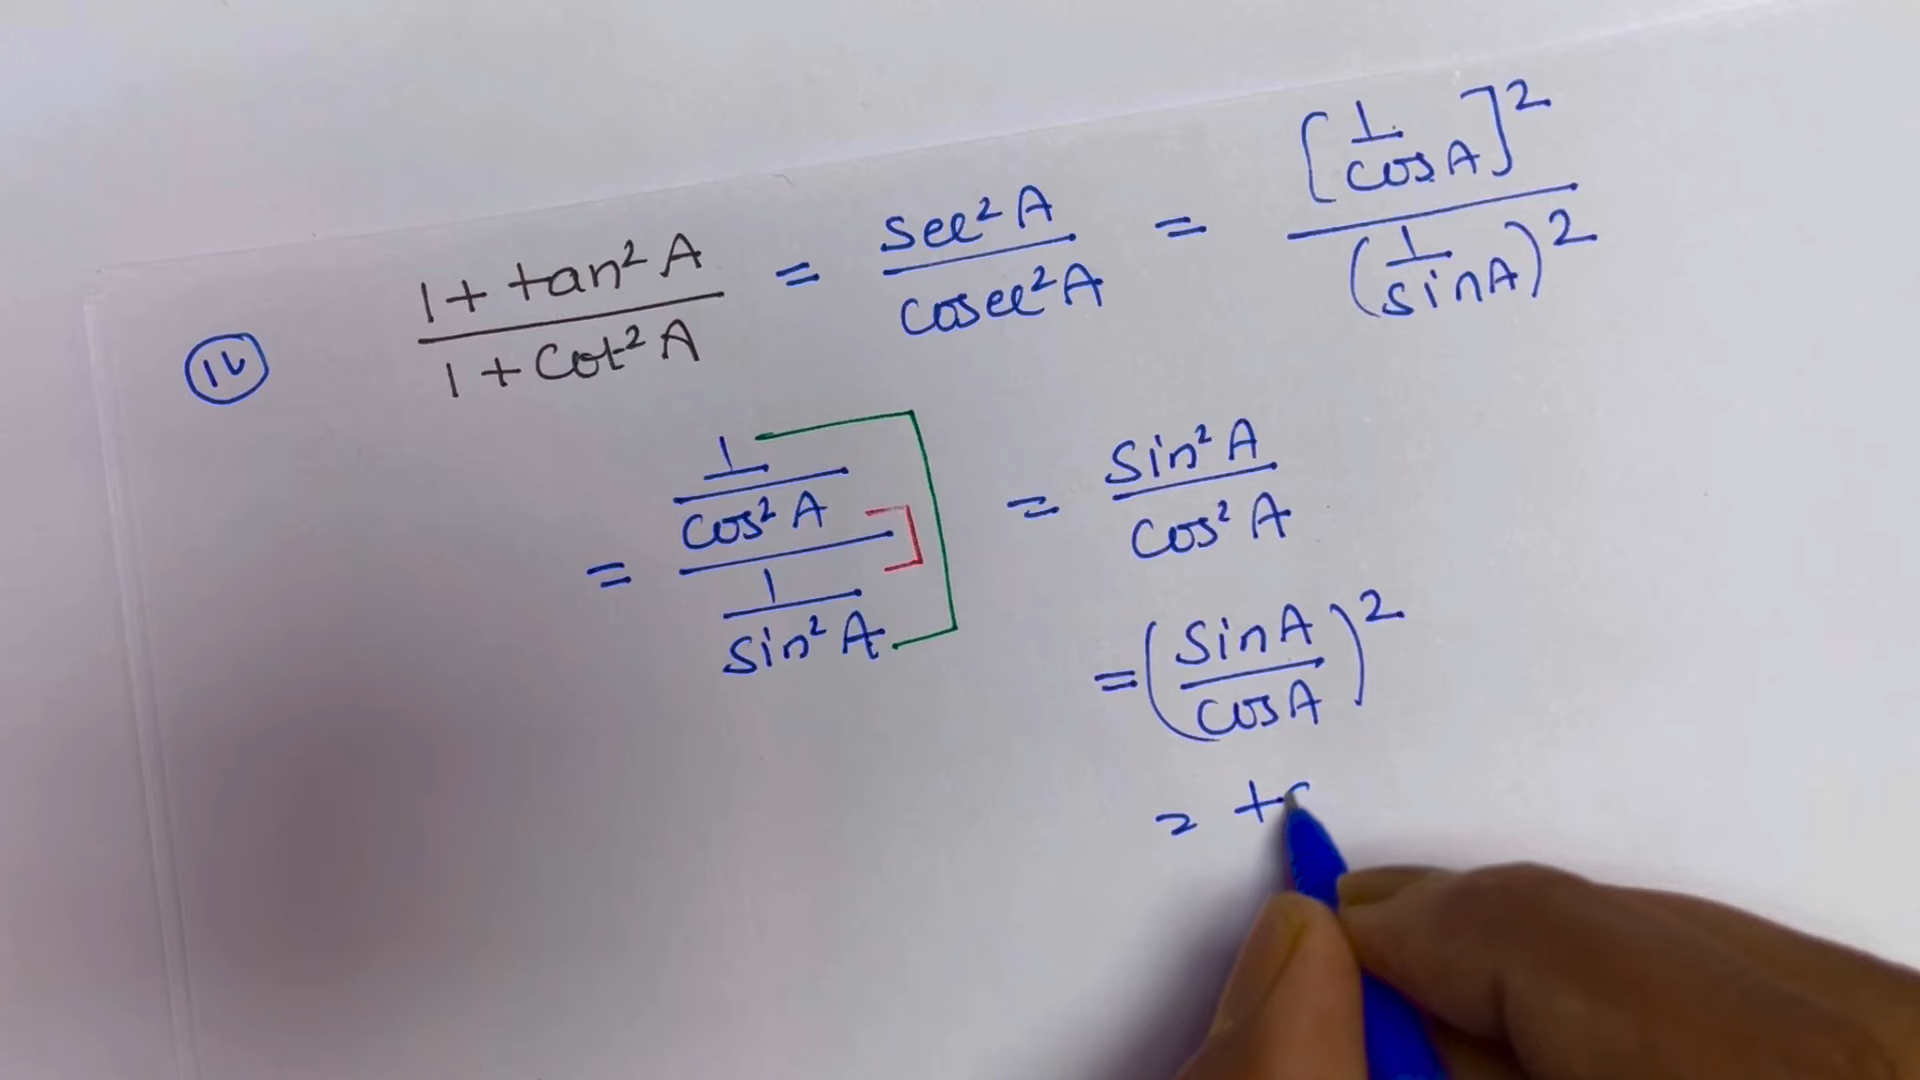 (iv) (1 + tan² A)/(1 + Cot² A) = (Sec² A)/(Cosec² A) = [1/cos A]²/(1/sin A)²
= (1/Cos² A)/(1/Sin² A) = Sin² A/Cos² A
= (Sin A/Cos A)²
= t